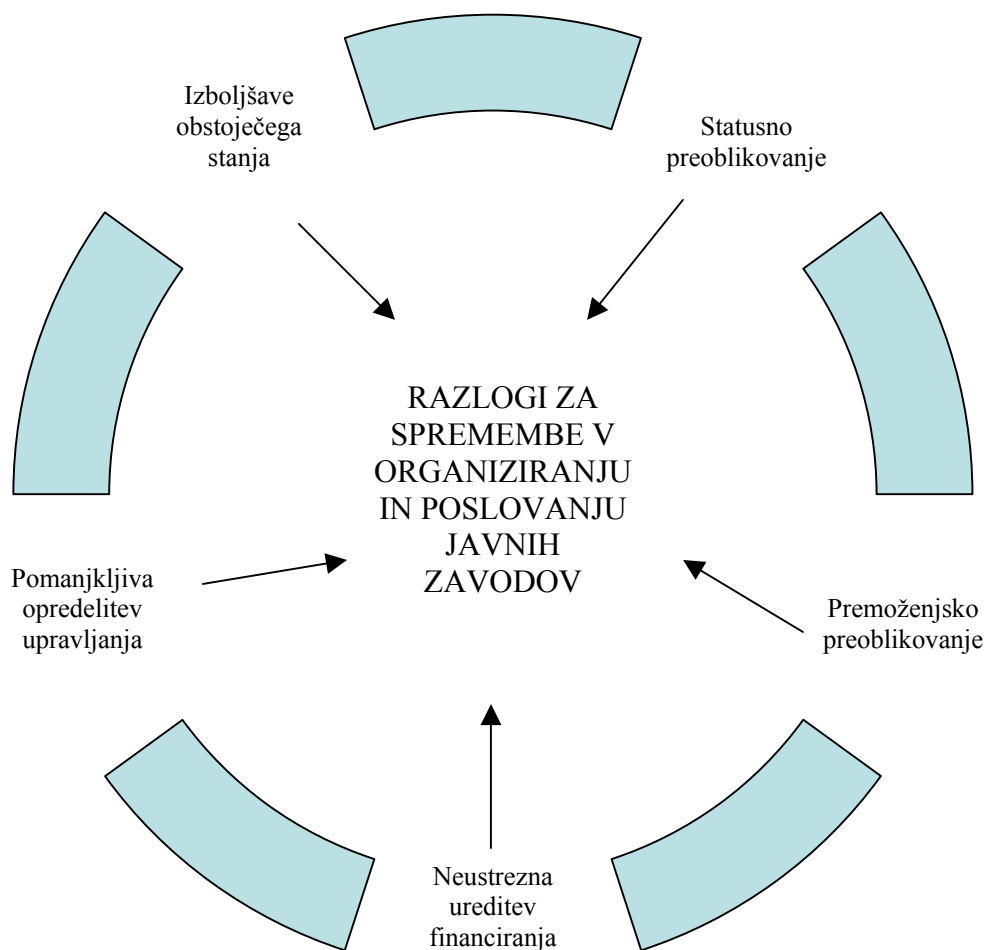 Izboljšave
obstoječega
stanja
Statusno
preoblikovanje
RAZLOGI ZA
SPREMEMBE V
ORGANIZIRANJU
IN POSLOVANJU
JAVNIH
ZAVODOV
Pomanjkljiva
opredelitev
upravljanja
Premoženjsko
preoblikovanje
Neustrezna
ureditev
financiranja